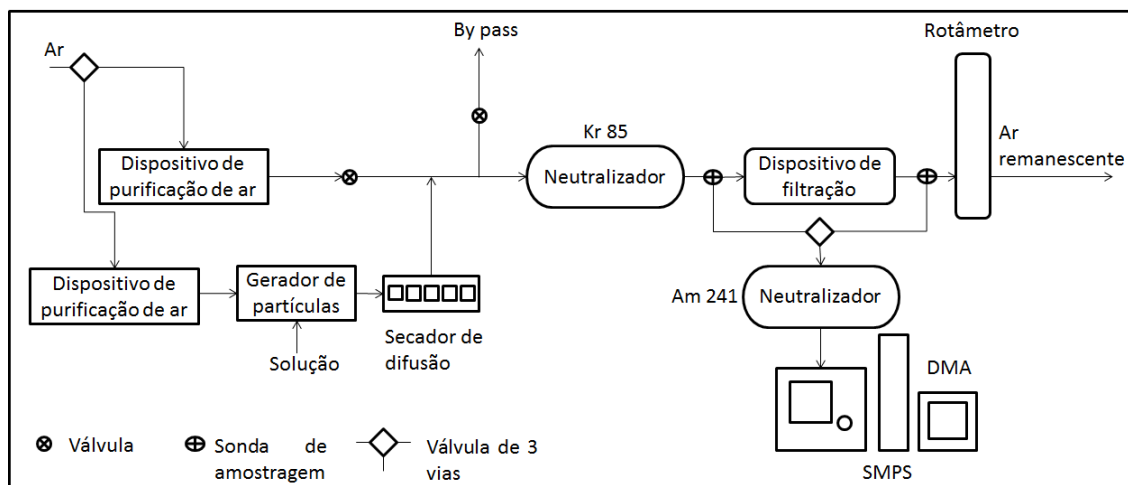 By pass
Rotâmetro
Ar
Kr 85
Ar
remanescente
Dispositivo de
purificação de ar
Neutralizador
Dispositivo de
filtração
Dispositivo de
purificação de ar
Gerador de
partículas
Am 241
Neutralizador
Solução
Secador de
difusão
DMA
Válvula
Sonda de
amostragem
Válvula de 3
vias
SMPS